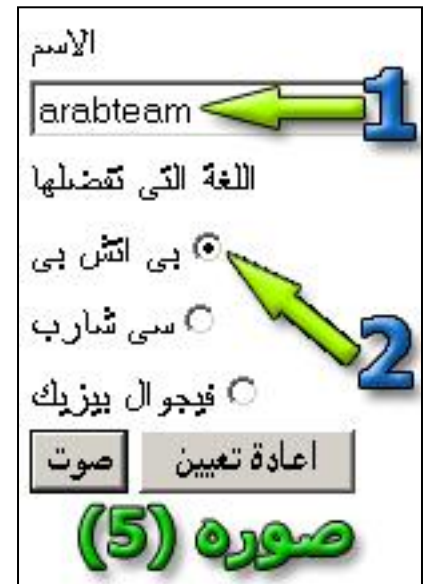 الاسم
arabteam 1
اللغة التى تفضلها
بى اتش بى
سى شارب 2
فيجوال بيزيك
صوت اعادة تعيين
صوره (5)